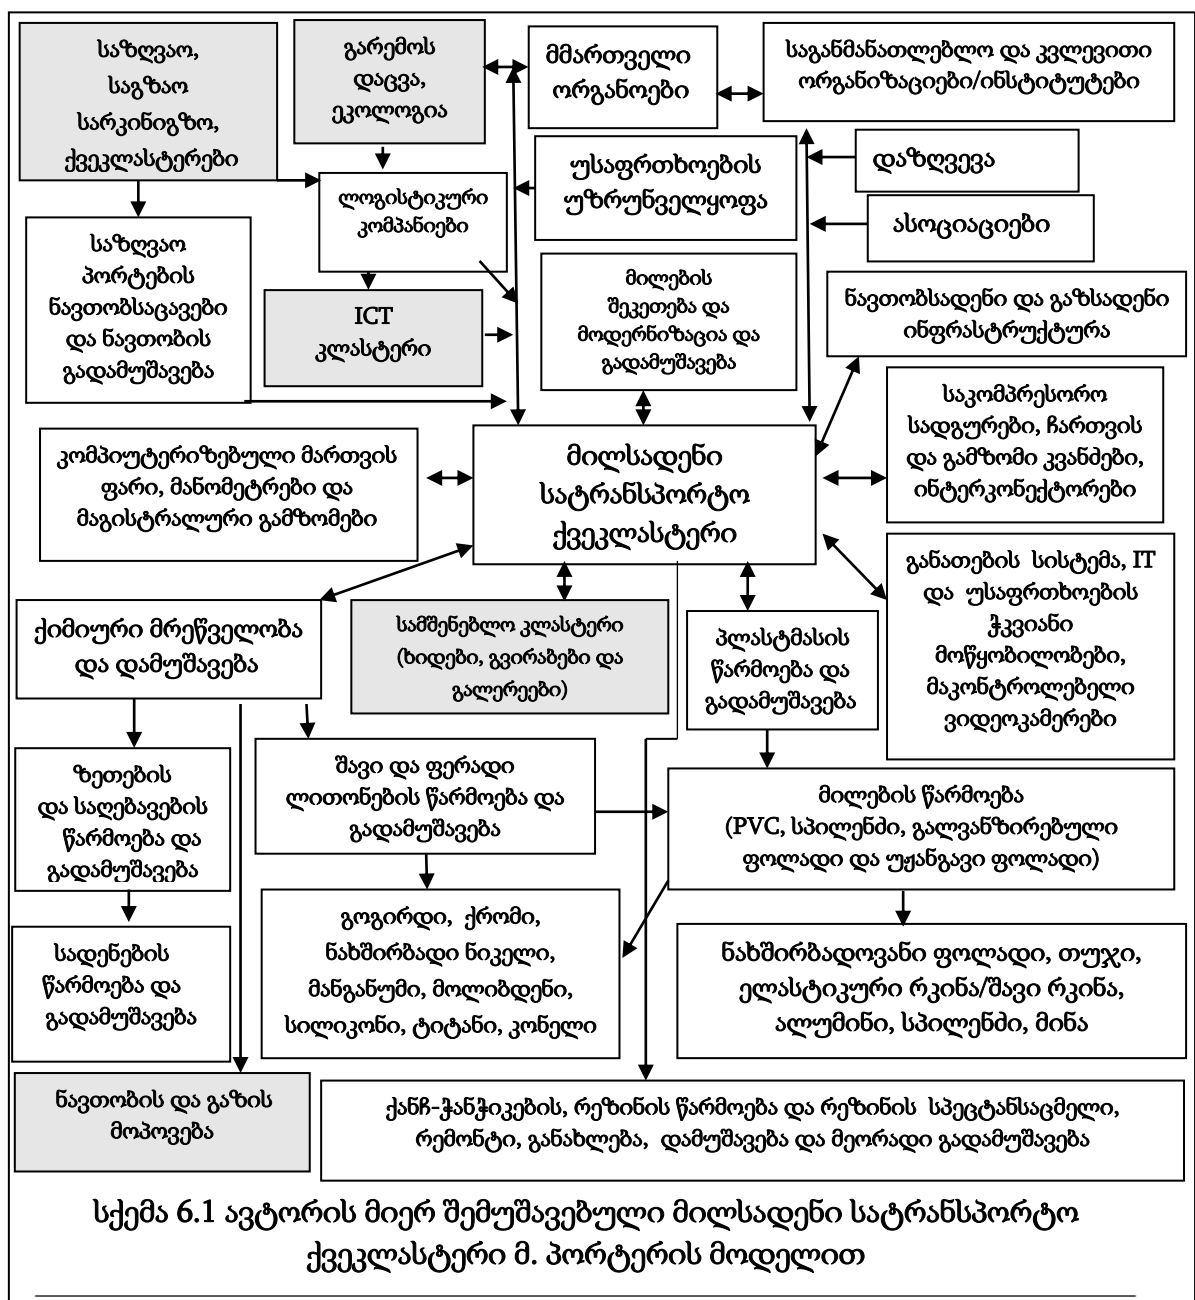 საზღვაო,
საგზაო
სარკინიგზო,
ქვეკლასტერები
გარემოს
დაცვა,
ეკოლოგია
მმართველი
ორგანოები
საგანმანათლებლო და კვლევითი
ორგანიზაციები/ინსტიტუტები
უსაფრთხოების
უზრუნველყოფა
დაზღვევა
ასოციაციები
ლოგისტიკური
კომპანიები
საზღვაო
პორტების
ნავთობსაცავები
და ნავთობის
გადამუშავება
ICT
კლასტერი
მილების
შეკეთება და
მოდერნიზაცია და
გადამუშავება
ნავთობსადენი და გაზსადენი
ინფრასტრუქტურა
საკომპრესორო
სადგურები, ჩართვის
და გამზომი კვანძები,
ინტერკონექტორები
კომპიუტერიზებული მართვის
ფარი, მანომეტრები და
მაგისტრალური გამზომები
მილსადენი
სატრანსპორტო
ქვეკლასტერი
განათების სისტემა, IT
და უსაფრთხოების
ჭკვიანი
მოწყობილობები,
მაკონტროლებელი
ვიდეოკამერები
ქიმიური მრეწველობა
და დამუშავება
სამშენებლო კლასტერი
(ხიდები, გვირაბები და
გალერეები)
პლასტმასის
წარმოება და
გადამუშავება
ზეთების
და საღებავების
წარმოება და
გადამუშავება
შავი და ფერადი
ლითონების წარმოება და
გადამუშავება
მილების წარმოება
(PVC, სპილენძი, გალვანზირებული
ფოლადი და უჟანგავი ფოლადი)
სადენების
წარმოება და
გადამუშავება
გოგირდი, ქრომი,
ნახშირბადი ნიკელი,
მანგანუმი, მოლიბდენი,
სილიკონი, ტიტანი, კონელი
ნახშირბადოვანი ფოლადი, თუჯი,
ელასტიკური რკინა/შავი რკინა,
ალუმინი, სპილენძი, მინა
ნავთობის და გაზის
მოპოვება
ქანჩ-ჭანჭიკების, რეზინის წარმოება და რეზინის სპეცტანსაცმელი,
რემონტი, განახლება, დამუშავება და მეორადი გადამუშავება
სქემა 6.1 ავტორის მიერ შემუშავებული მილსადენი სატრანსპორტო
ქვეკლასტერი მ. პორტერის მოდელით